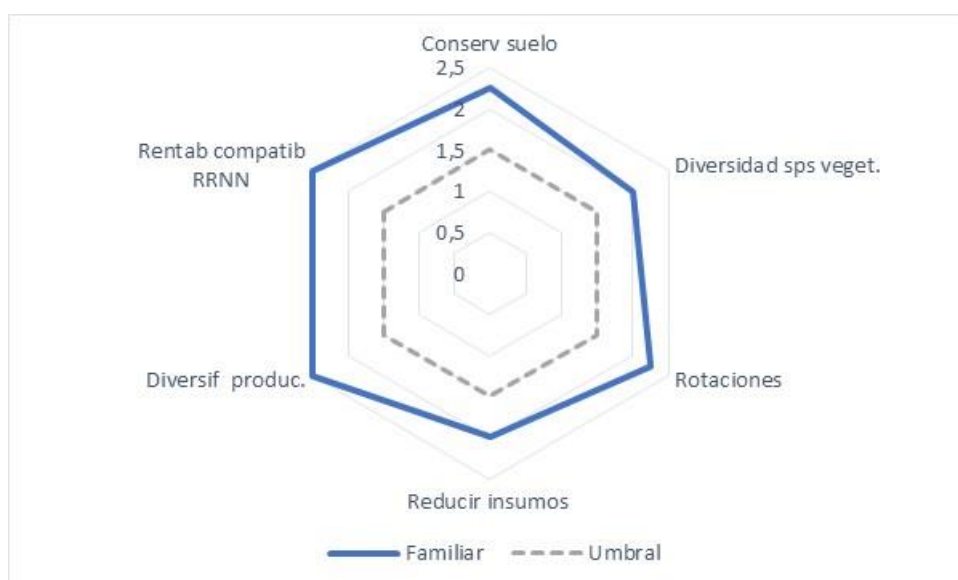 Conserv suelo
2,5
2
1,5
1
0,5
0
Diversidad sps veget.
Rotaciones
Reducir insumos
Diversif produc.
Rentab compatib
RRNN
Familiar
Umbral